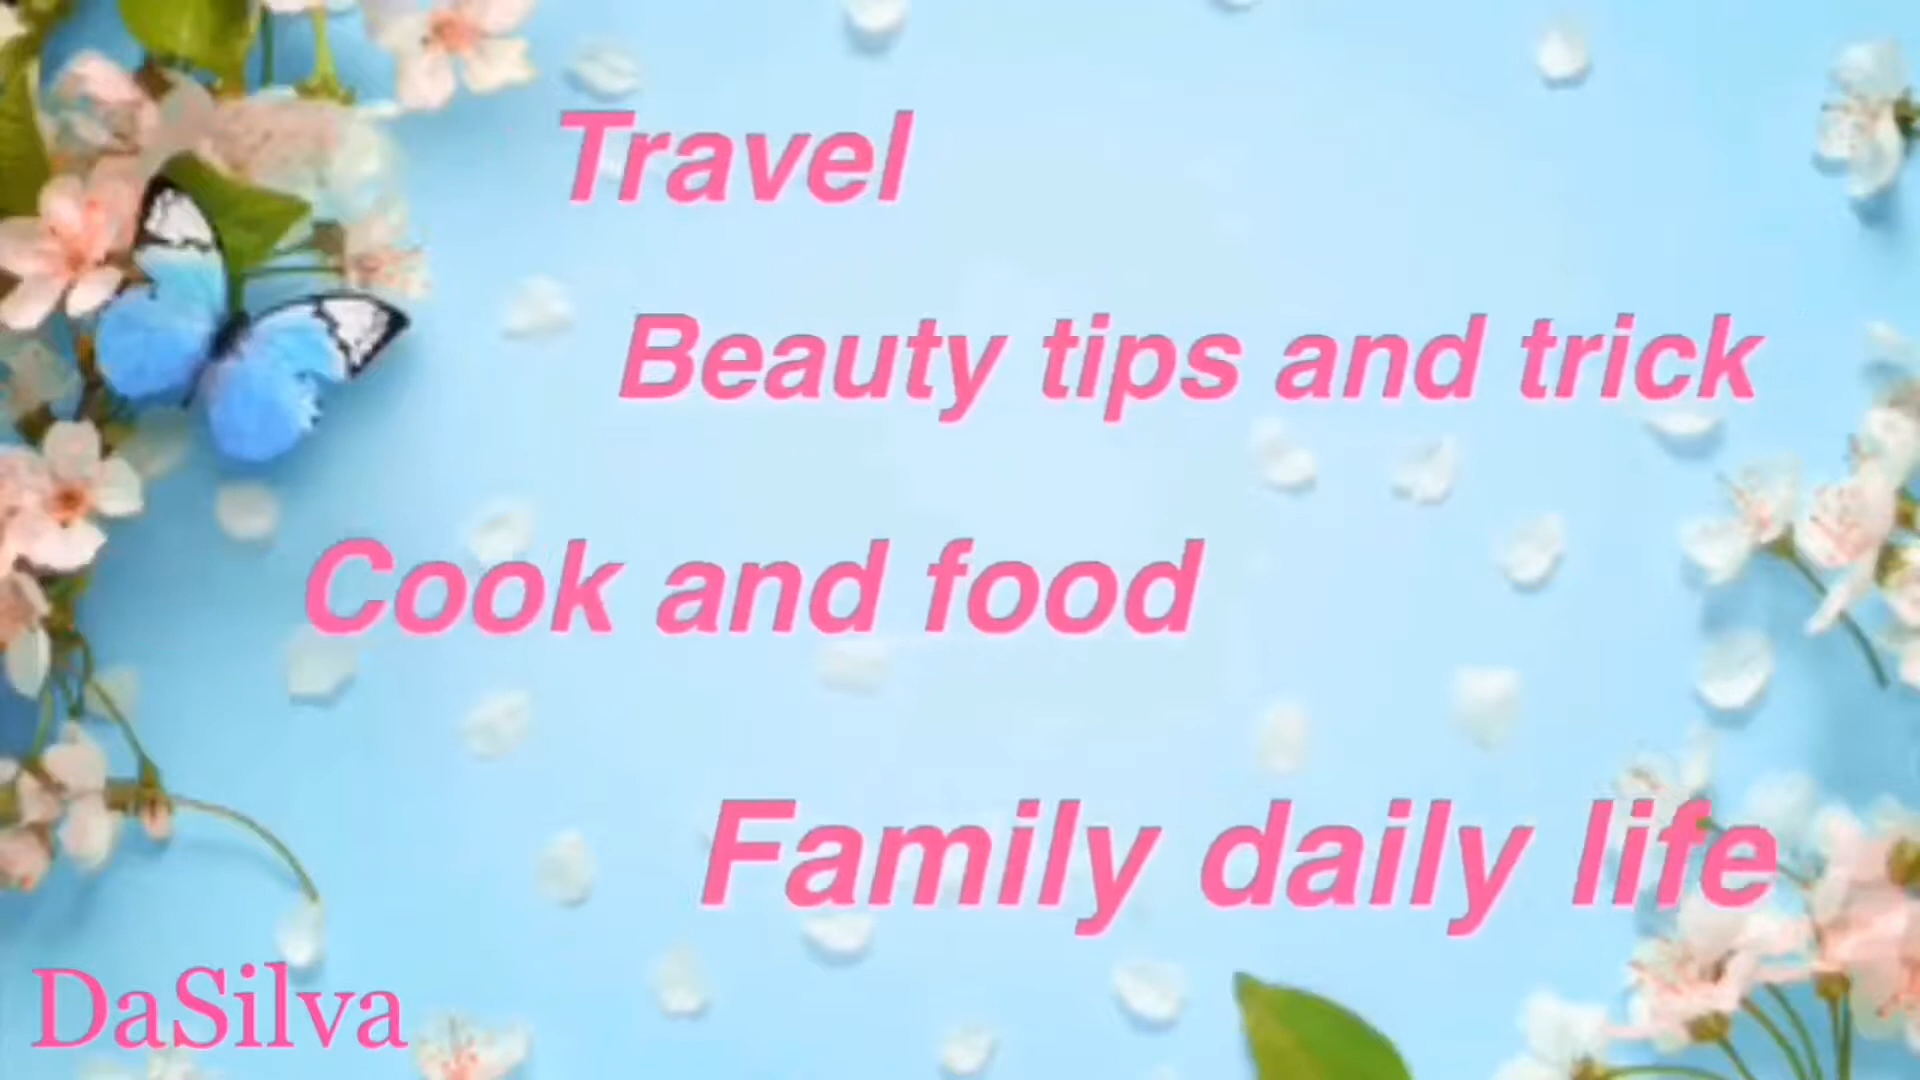 Travel
Beauty tips and trick
Cook and food
Family daily life
DaSilva